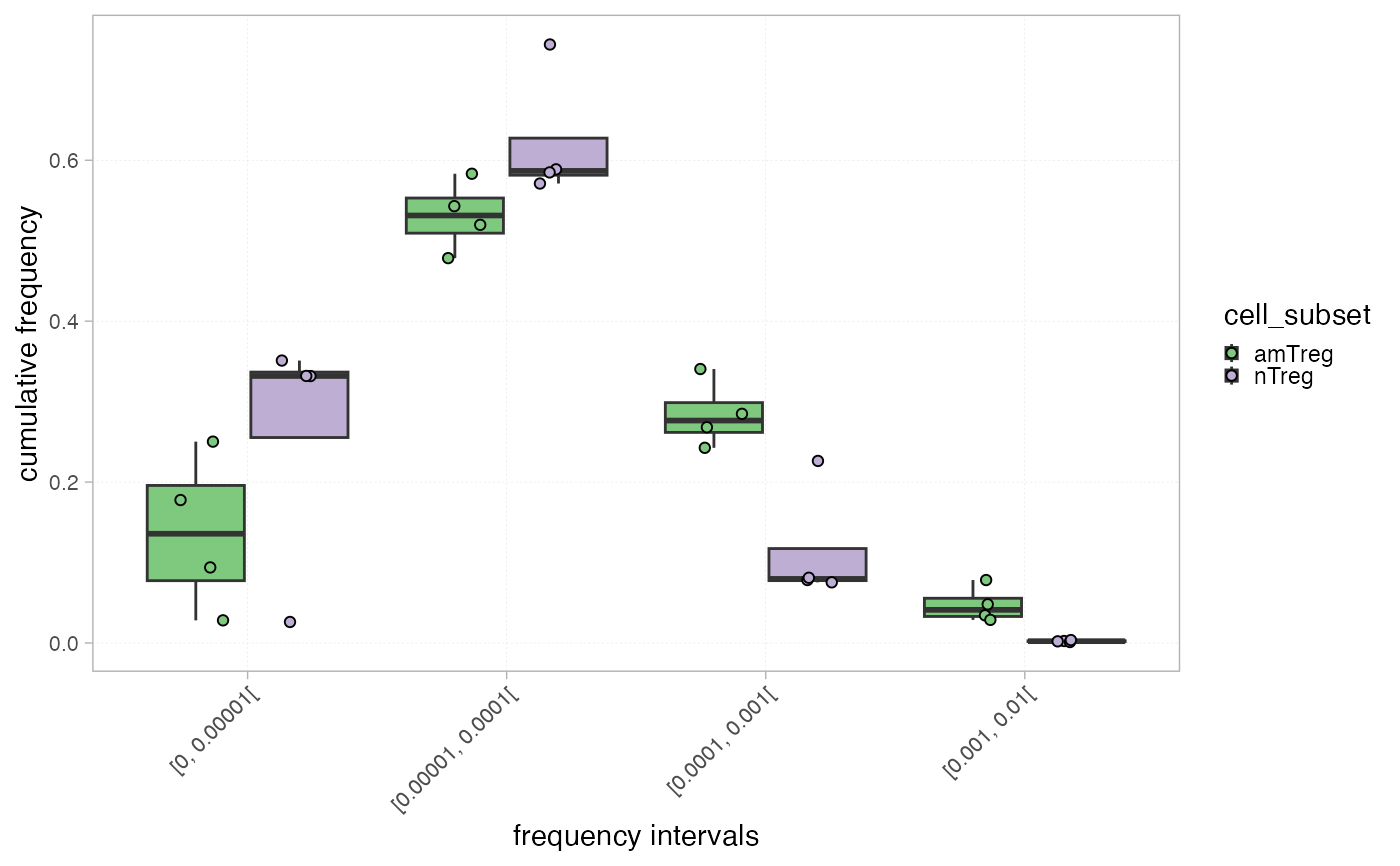 cumulative frequency
0.6
0.4
0.2
0.0
[0, 0.00001[
[0.00001, 0.0001[
[0.0001, 0.001[
[0.001, 0.01[
frequency intervals
cell_subset
amTreg
nTreg